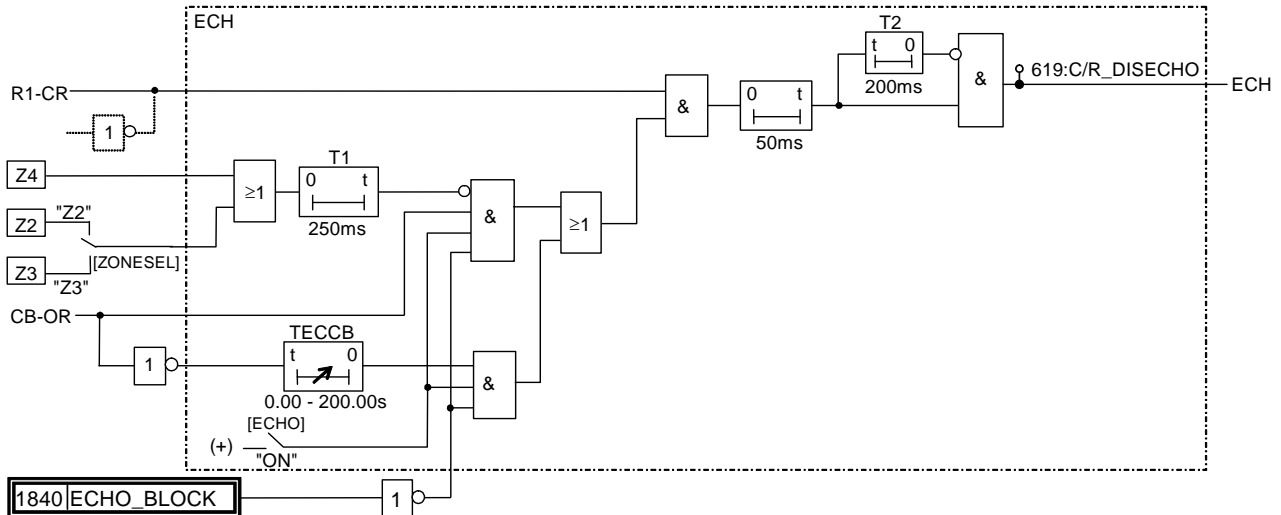 ECH
T2
t 0
200ms
&
619:C/R_DISECHO
ECH
R1-CR
1
&
0 t
50ms
Z4
≥1
T1
0 t
250ms
&
≥1
"Z2"
Z2
[ZONESEL]
Z3
"Z3"
CB-OR
1
TECCB
t 0
0.00 - 200.00s
&
[ECHO]
(+)
"ON"
1840 ECHO_BLOCK
1